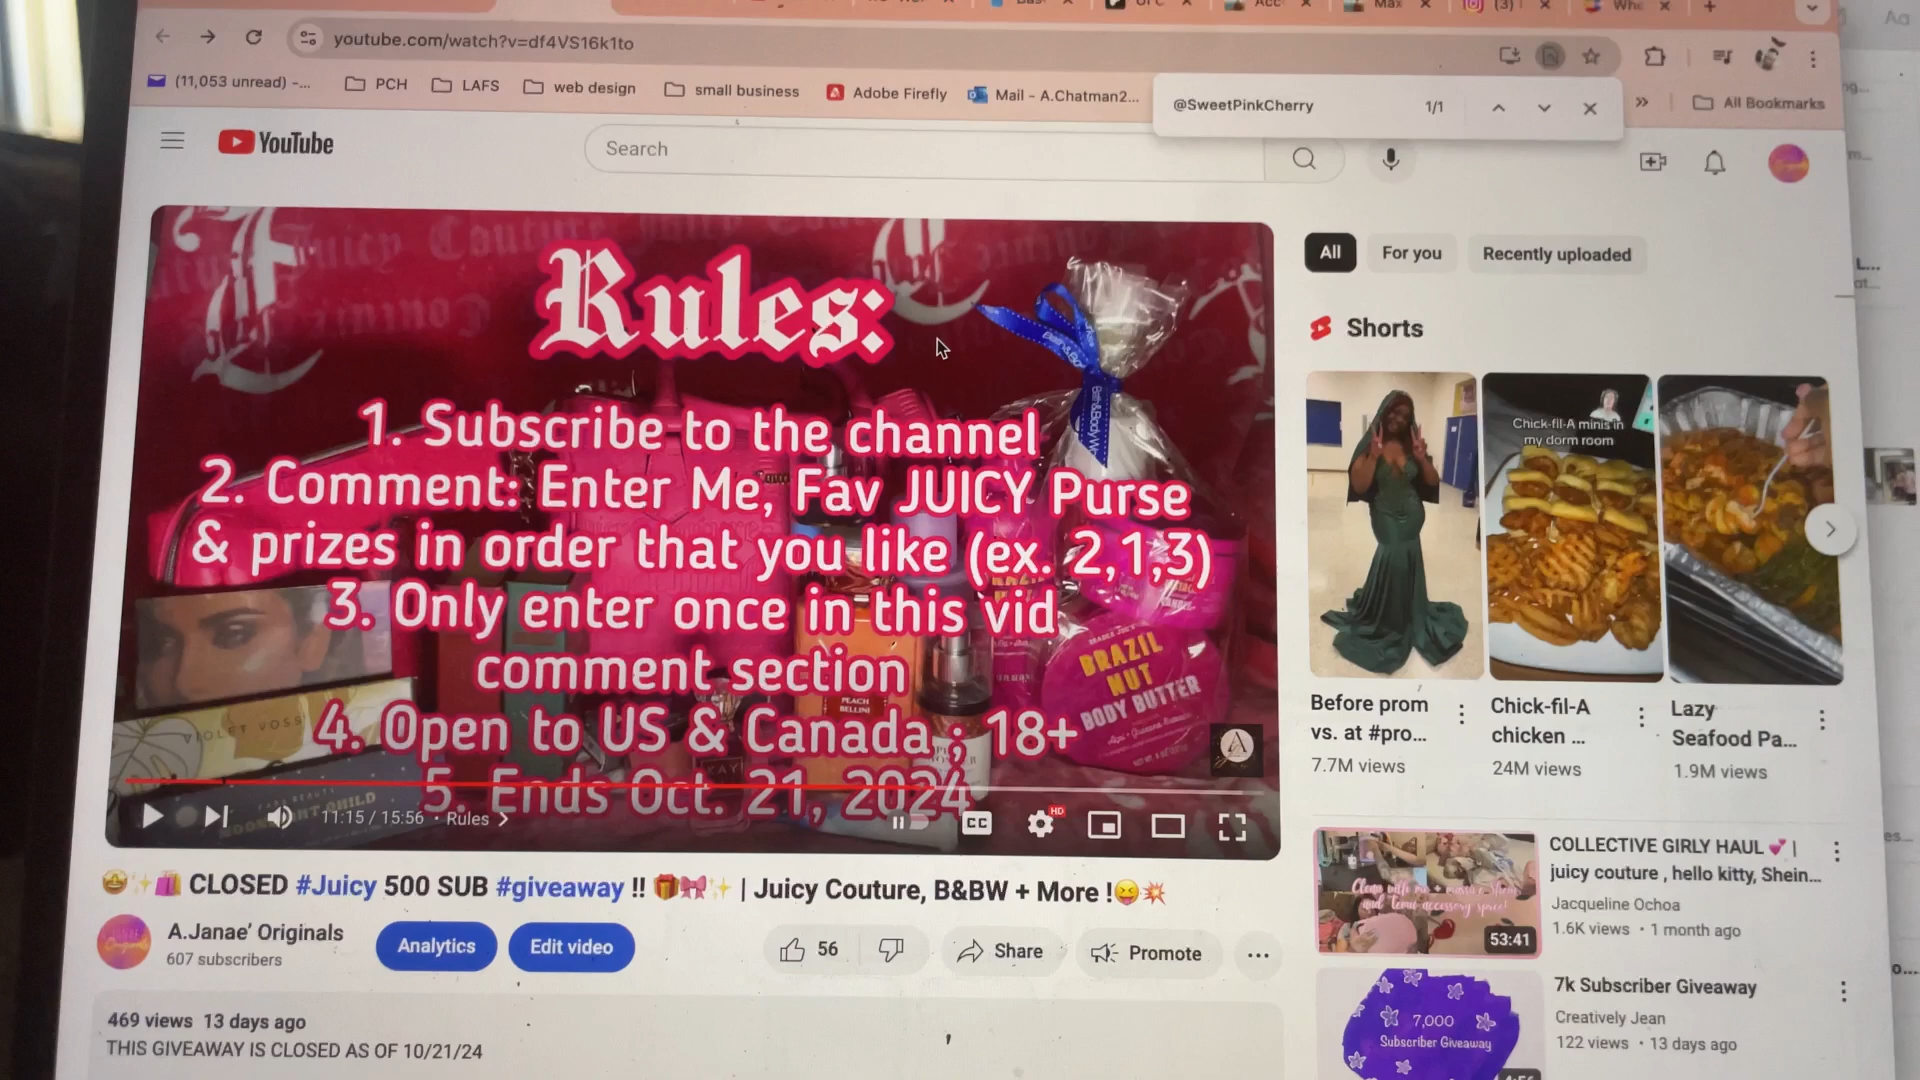 Max
(3)
youtube.com/watch?v=df4VS16k1to
(11,053 unread) -...
PCH
LAFS
web design
small business
Adobe Firefly
Mail - A.Chatman2...
@SweetPinkCherry
1/1
»
All Bookmarks
YouTube
Search
Rules:
1. Subscribe to the channel
2. Comment: Enter Me, Fav JUICY Purse
& prizes in order that you like (ex. 2,1,3)
3. Only enter once in this vid
comment section
4. Open to US & Canada ; 18+
5. Ends Oct. 21, 2024
BRAZIL
NUT
BODY BUTTER
PEACH
BELLINI
VIOLET VOSS
11:15 / 15:56 • Rules >
CC
HD
🤩✨🛍️ CLOSED #Juicy 500 SUB #giveaway !! 🎁🎀✨ | Juicy Couture, B&BW + More !😝💥
A.Janae’ Originals
607 subscribers
Analytics
Edit video
56
Share
Promote
...
469 views 13 days ago
THIS GIVEAWAY IS CLOSED AS OF 10/21/24
All
For you
Recently uploaded
Shorts
Chick-fil-A minis in
my dorm room
Before prom
vs. at #pro...
7.7M views
Chick-fil-A
chicken ...
24M views
Lazy
Seafood Pa...
1.9M views
53:41
COLLECTIVE GIRLY HAUL 💕 |
juicy couture , hello kitty, Shein...
Jacqueline Ochoa
1.6K views • 1 month ago
7,000
Subscriber Giveaway
7k Subscriber Giveaway
Creatively Jean
122 views • 13 days ago
Aa